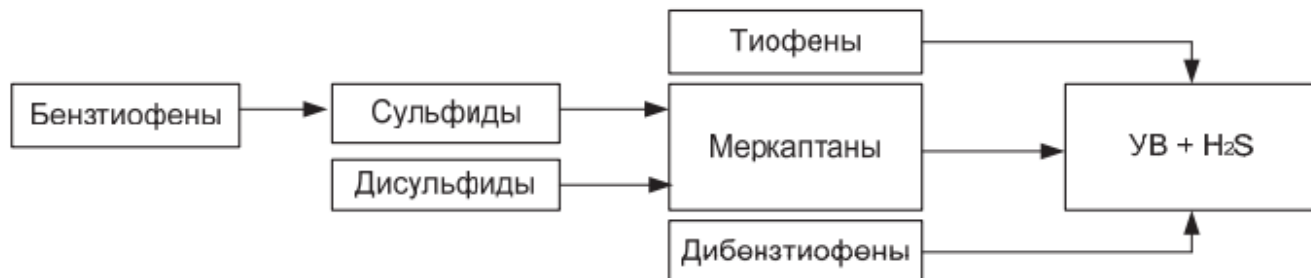 Тиофены
Бензтиофены
Сульфиды
Меркаптаны
УВ + H₂S
Дисульфиды
Дибензтиофены